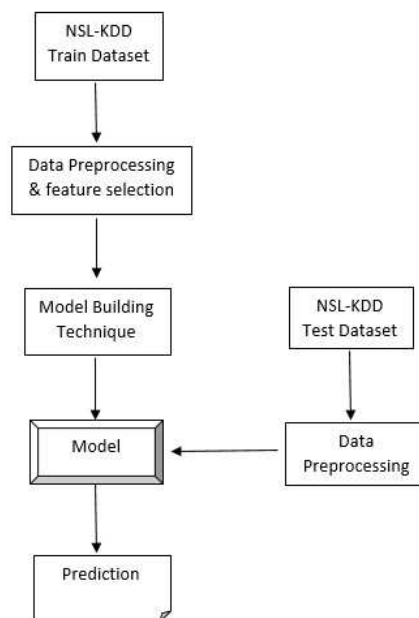 NSL-KDD
Train Dataset
Data Preprocessing
& feature selection
Model Building
Technique
NSL-KDD
Test Dataset
Model
Data
Preprocessing
Prediction